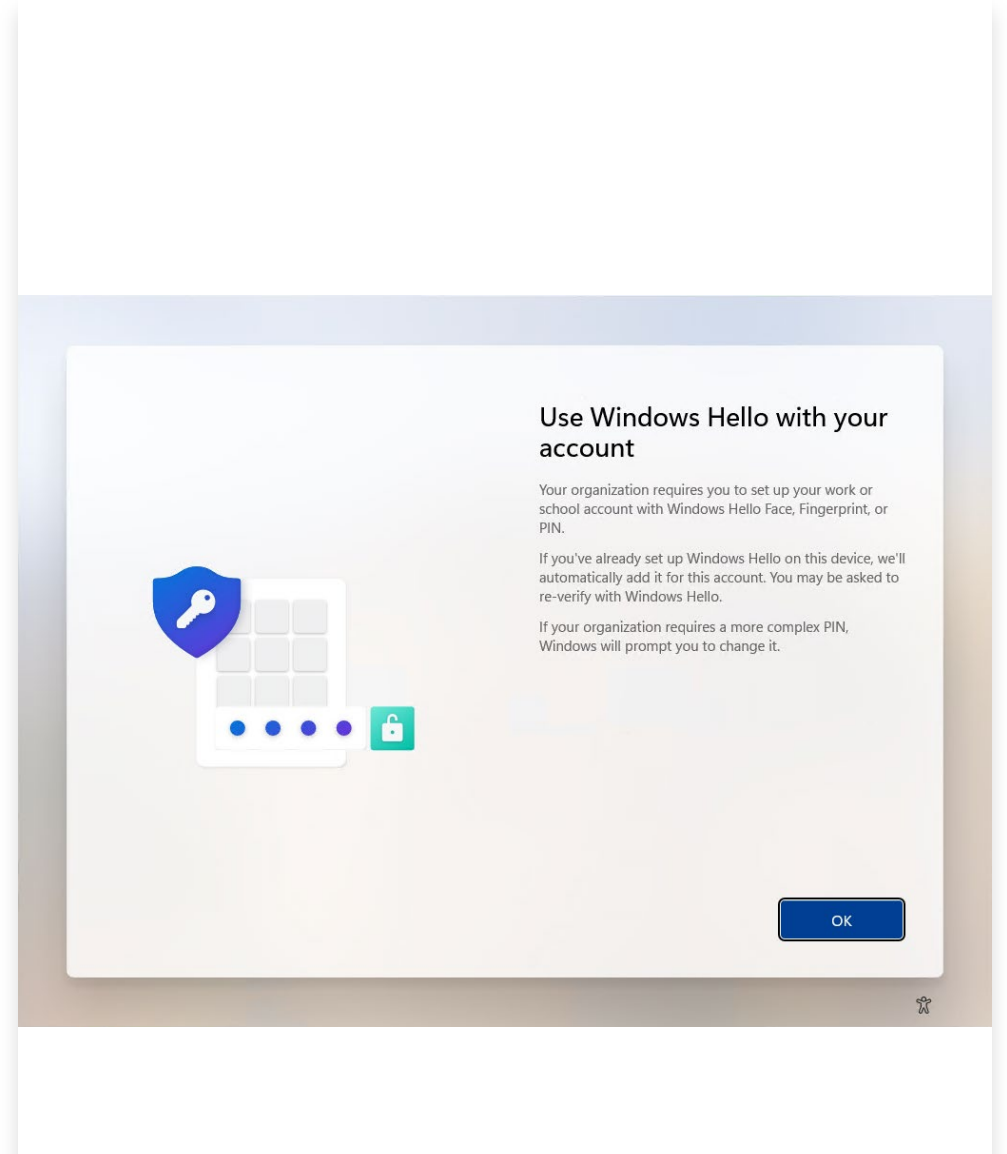 Use Windows Hello with your
account
Your organization requires you to set up your work or
school account with Windows Hello Face, Fingerprint, or
PIN.
If you've already set up Windows Hello on this device, we'll
automatically add it for this account. You may be asked to
re-verify with Windows Hello.
If your organization requires a more complex PIN,
Windows will prompt you to change it.
OK